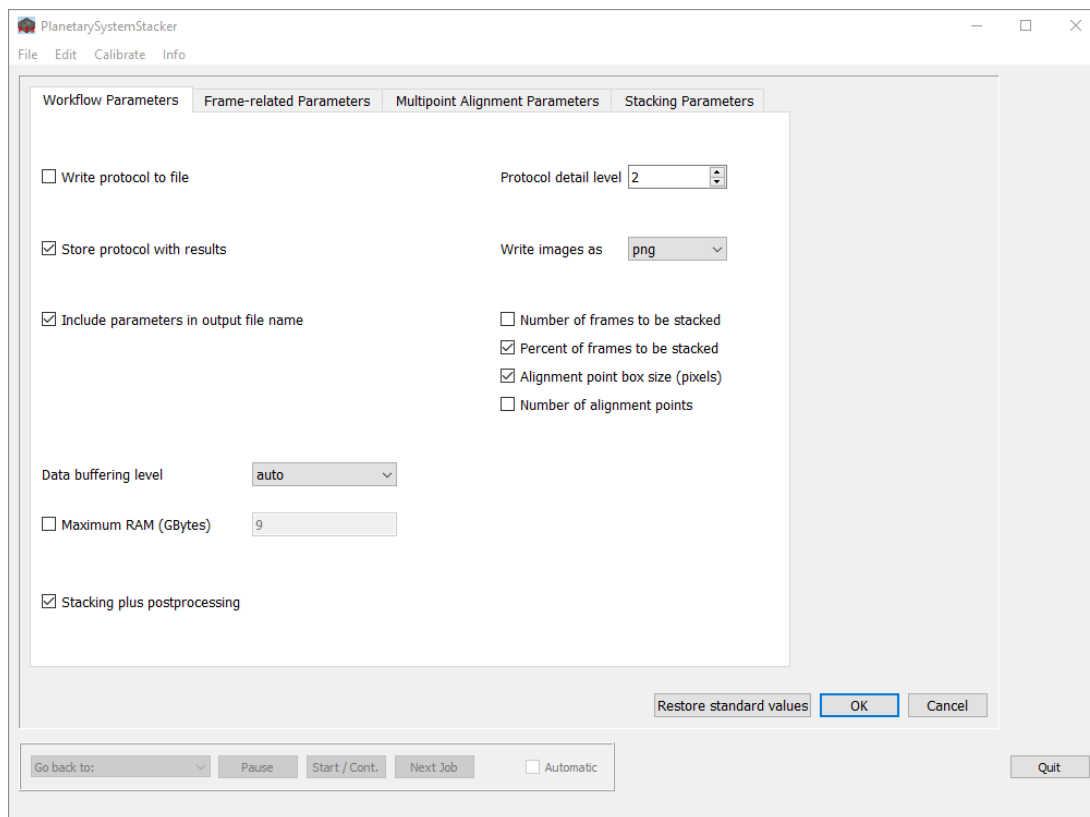 PlanetarySystemStacker
File Edit Calibrate Info
Workflow Parameters Frame-related Parameters Multipoint Alignment Parameters Stacking Parameters
Write protocol to file Protocol detail level 2
Store protocol with results Write images as png
Include parameters in output file name Number of frames to be stacked
Percent of frames to be stacked
Alignment point box size (pixels)
Number of alignment points
Data buffering level auto
Maximum RAM (GBytes) 9
Stacking plus postprocessing
Restore standard values OK Cancel
Go back to: Pause Start / Cont. Next Job Automatic Quit